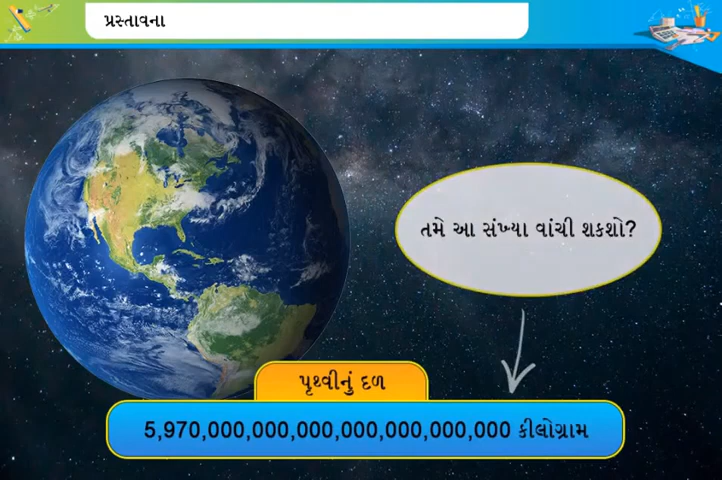 પ્રસ્તાવના
તમે આ સંખ્યા વાંચી શકશો?
પૃથ્વીનું દળ
5,970,000,000,000,000,000,000,000 કીલોગ્રામ